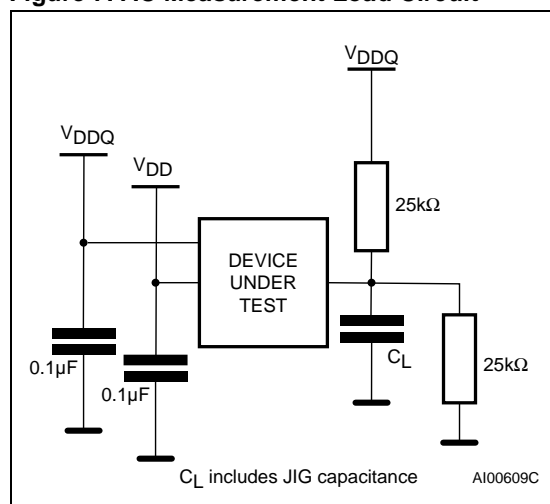 Figure AC Measurement Load Circuit
VDDQ
VDDQ
VDD
25kΩ
DEVICE
UNDER
TEST
0.1µF
0.1µF
CL
25kΩ
CL includes JIG capacitance
AI00609C